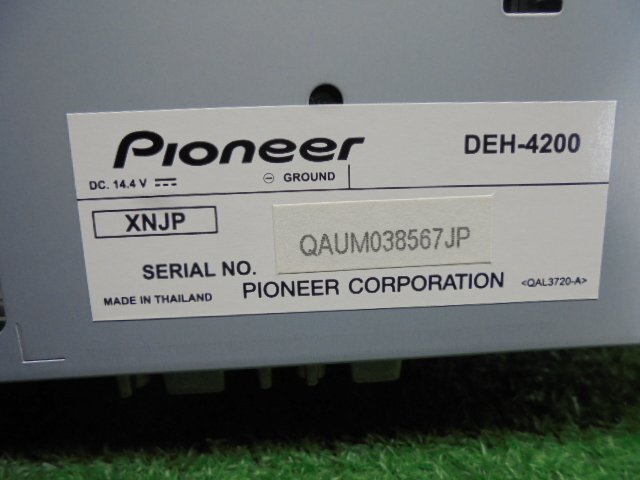 Pioneer DEH-4200
DC. 14.4 V ⎓ ⊖ GROUND
XNJP
QAUM038567JP
SERIAL NO.
MADE IN THAILAND PIONEER CORPORATION <QAL3720-A>